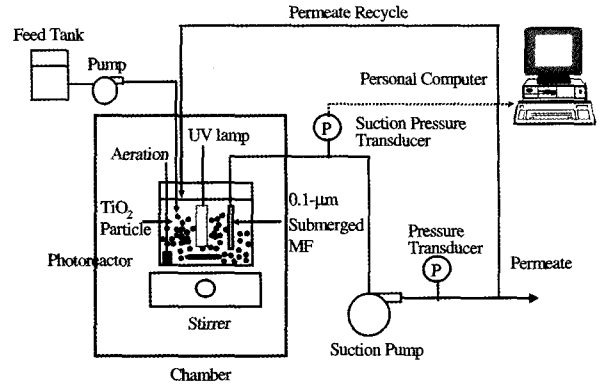 Permeate Recycle
Feed Tank
Pump
Personal Computer
P
Suction Pressure
Transducer
UV lamp
Aeration
TiO2
Particle
0.1-μm
Submerged
MF
Photoreactor
Pressure
Transducer
P
Permeate
Stirrer
Suction Pump
Chamber